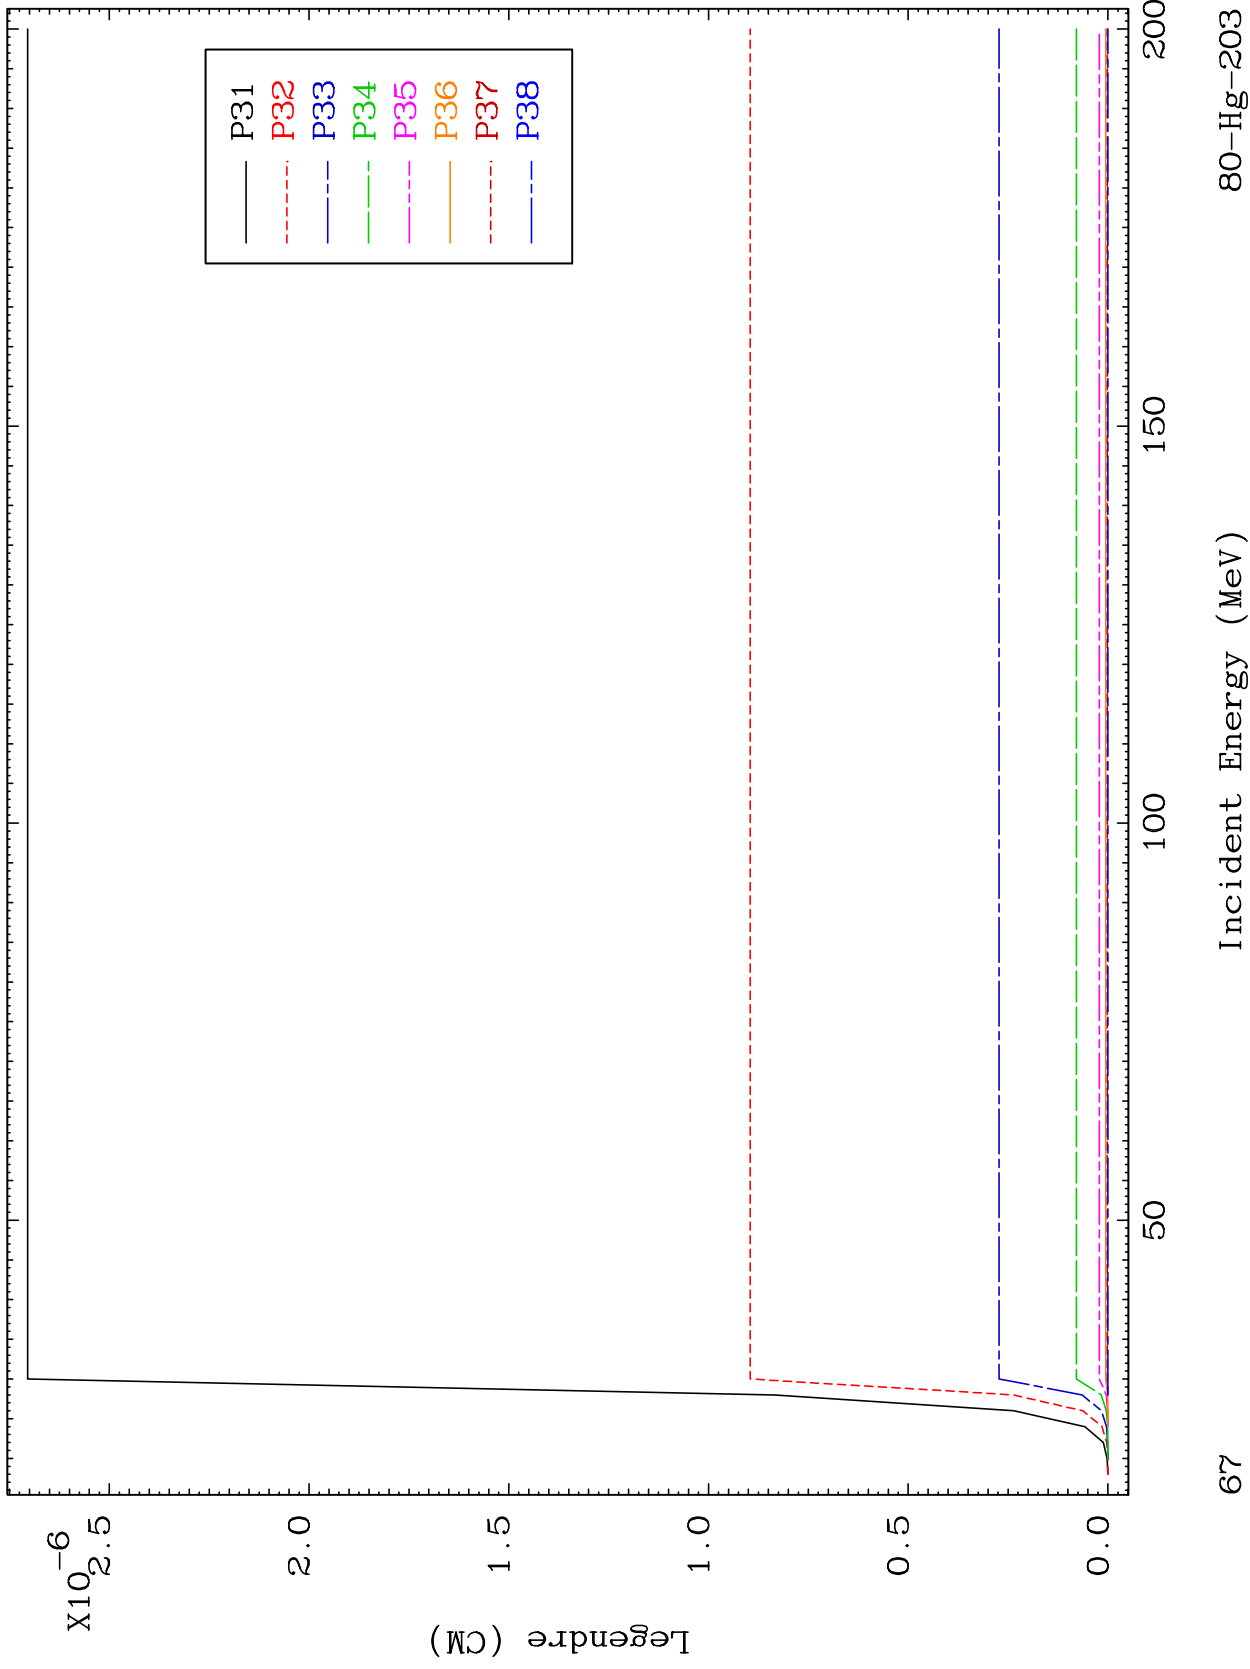 X10-6
2.5
2.0
1.5
1.0
0.5
0.0
Legendre (CM)
P31
P32
P33
P34
P35
P36
P37
P38
50
100
150
200
67
Incident Energy (MeV)
80-Hg-203